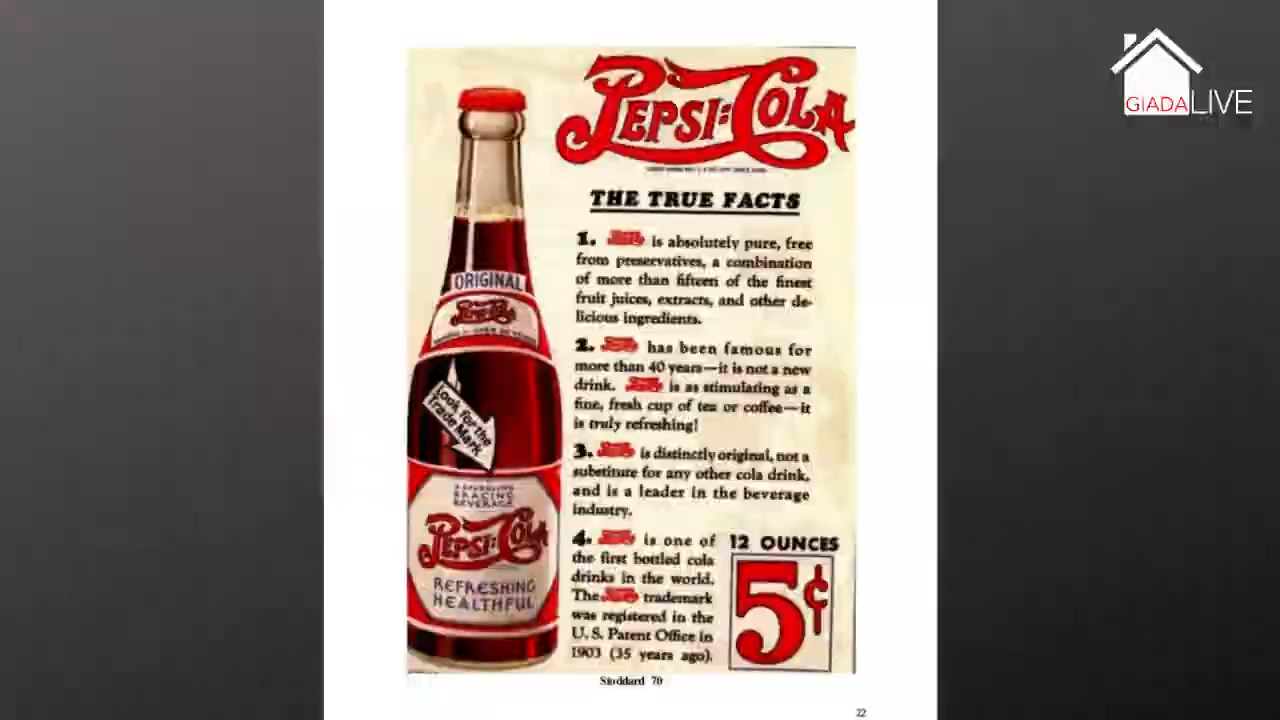 GIADA LIVE
PEPSI:COLA
THE TRUE FACTS
1. is absolutely pure, free
from preservatives, a combination
of more than fifteen of the finest
fruit juices, extracts, and other de-
licious ingredients.
2. has been famous for
more than 40 years—it is not a new
drink. is as stimulating as a
fine, fresh cup of tea or coffee—it
is truly refreshing!
3. is distinctly original, not a
substitute for any other cola drink,
and is a leader in the beverage
industry.
4. is one of
the first bottled cola
drinks in the world.
The trademark
was registered in the
U. S. Patent Office in
1903 (35 years ago).
12 OUNCES
5¢
ORIGINAL
Look for the
Trade Mark
A SPARKLING
BRACING
BEVERAGE
PEPSI:COLA
REFRESHING
HEALTHFUL
Stoddard 70
22